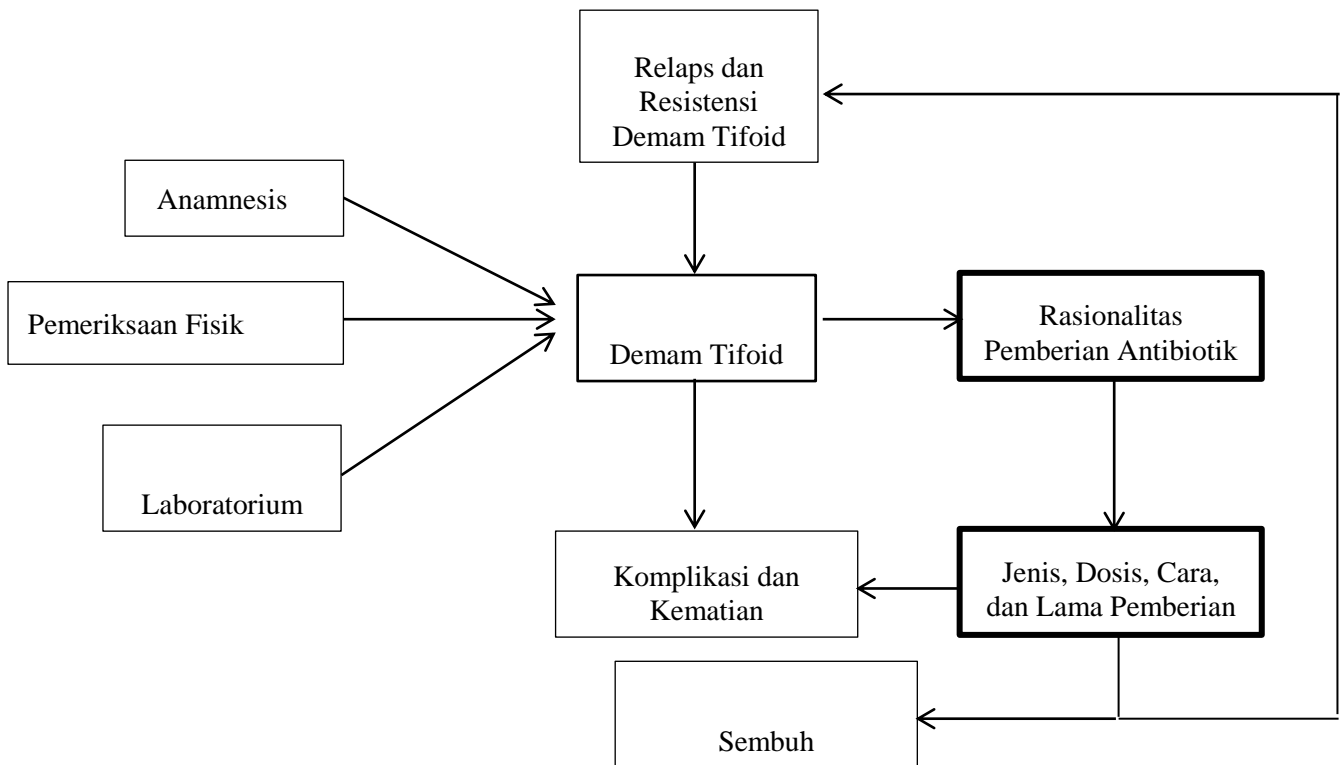 Relaps dan
Resistensi
Demam Tifoid
Anamnesis
Pemeriksaan Fisik
Laboratorium
Demam Tifoid
Rasionalitas
Pemberian Antibiotik
Komplikasi dan
Kematian
Jenis, Dosis, Cara,
dan Lama Pemberian
Sembuh